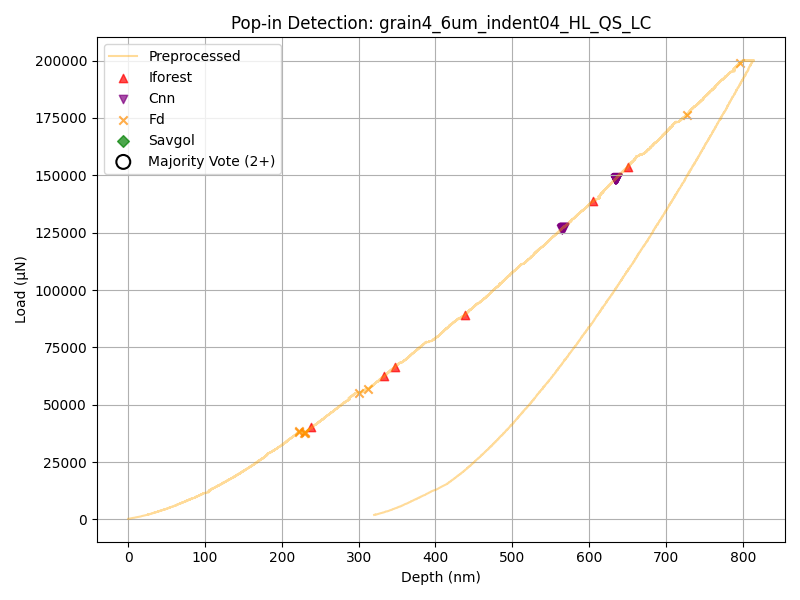 Pop-in Detection: grain4_6um_indent04_HL_QS_LC
Preprocessed
Iforest
Cnn
Fd
Savgol
Majority Vote (2+)
200000
175000
150000
125000
100000
75000
50000
25000
0
Load (µN)
0 100 200 300 400 500 600 700 800
Depth (nm)